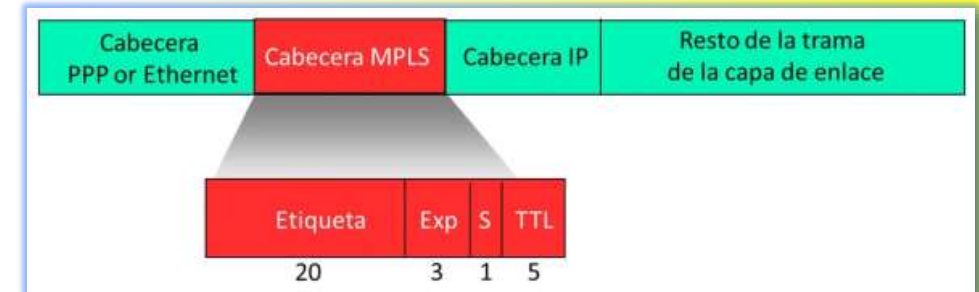 Cabecera
PPP or Ethernet
Cabecera MPLS
Cabecera IP
Resto de la trama
de la capa de enlace
Etiqueta Exp S TTL
20 3 1 5